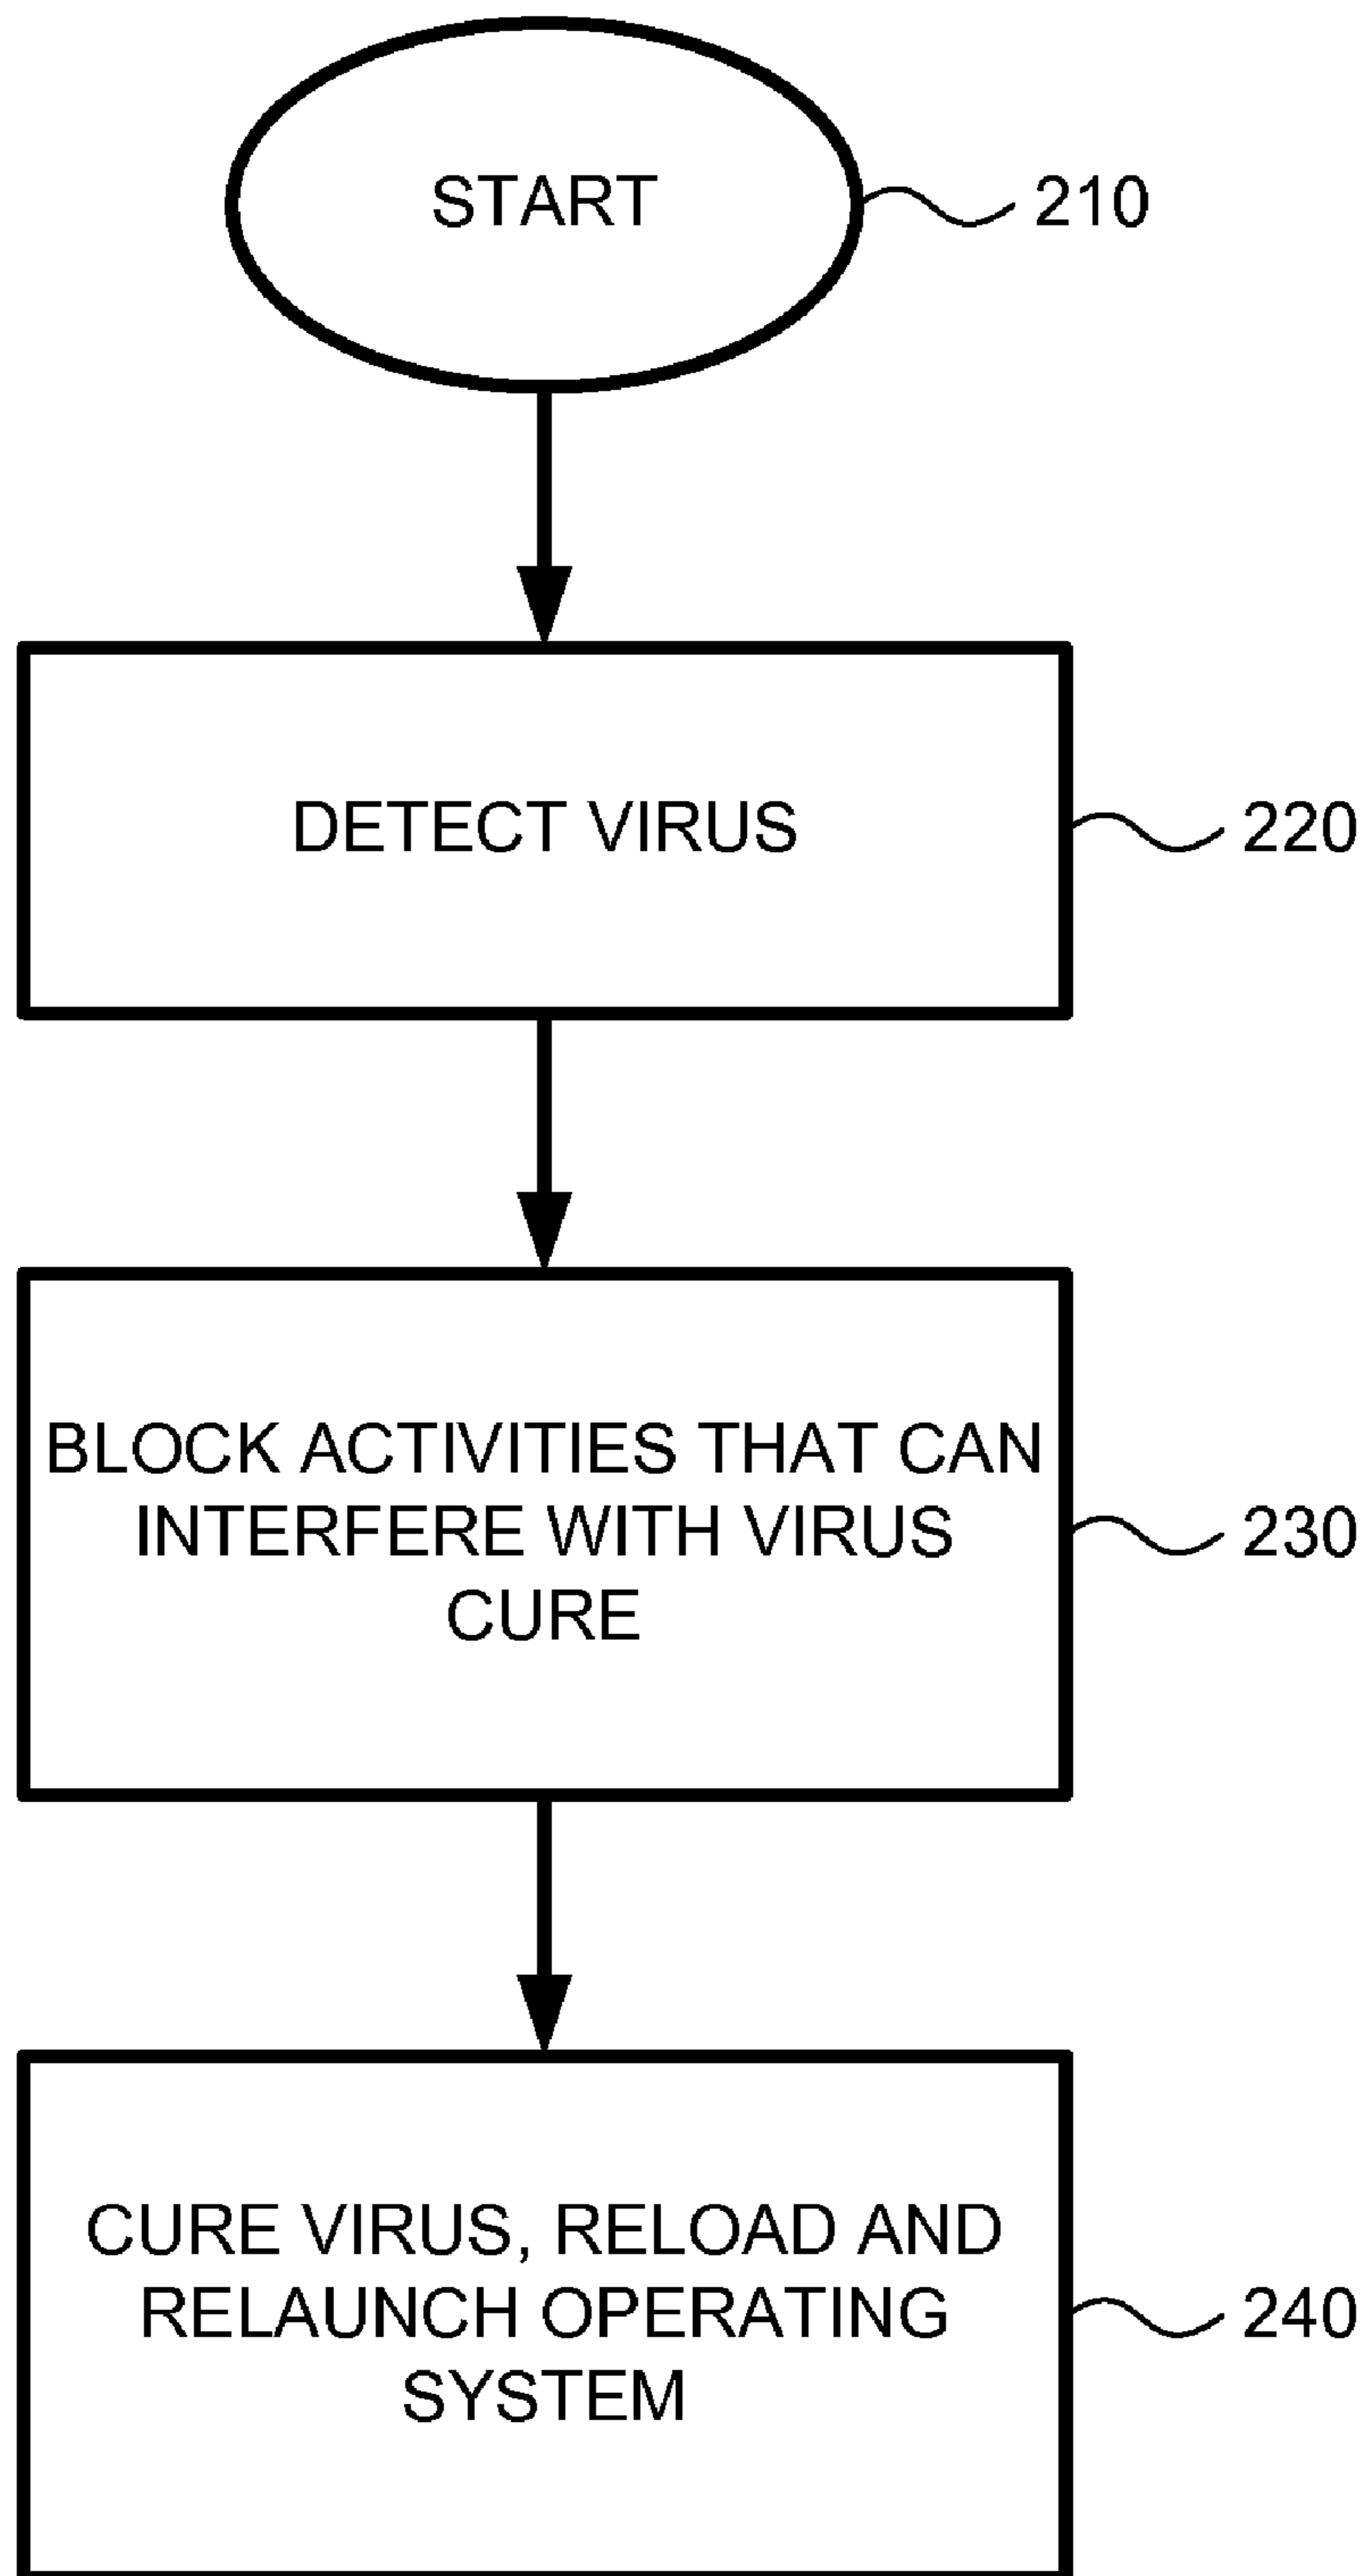 START
210
DETECT VIRUS
220
BLOCK ACTIVITIES THAT CAN
INTERFERE WITH VIRUS
CURE
230
CURE VIRUS, RELOAD AND
RELAUNCH OPERATING
SYSTEM
240